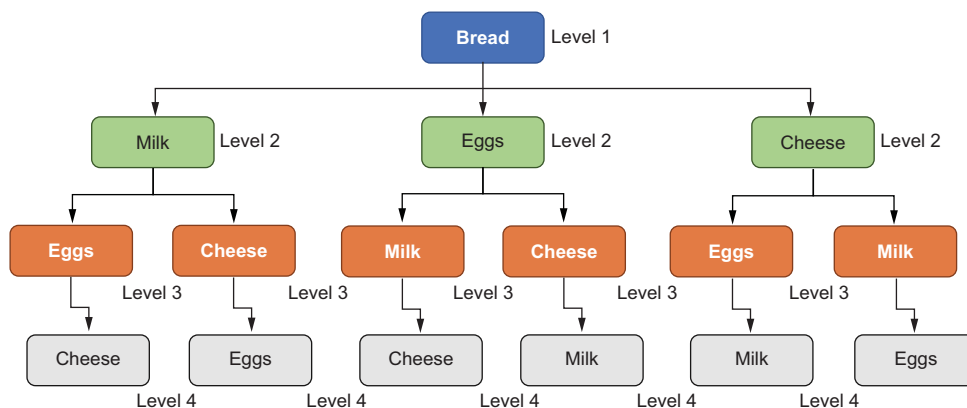 Bread Level 1
Milk Level 2 Eggs Level 2 Cheese Level 2
Eggs Cheese Milk Cheese Eggs Milk
Level 3 Level 3 Level 3 Level 3 Level 3
Cheese Eggs Cheese Milk Milk Eggs
Level 4 Level 4 Level 4 Level 4 Level 4